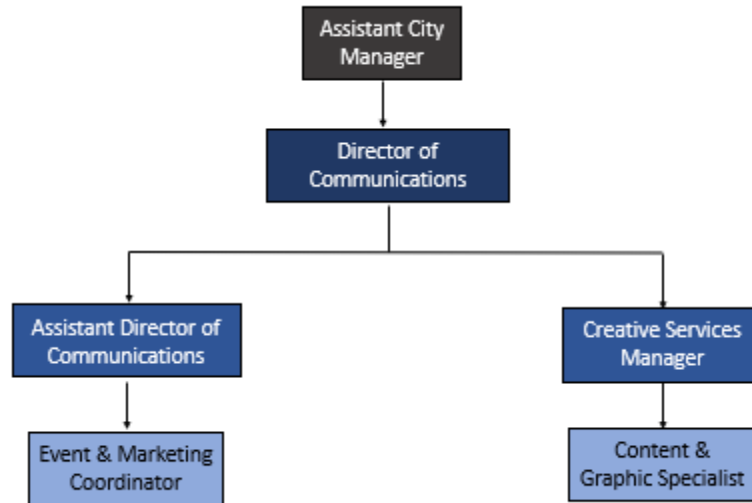 Assistant City
Manager
Director of
Communications
Assistant Director of
Communications
Creative Services
Manager
Event & Marketing
Coordinator
Content &
Graphic Specialist